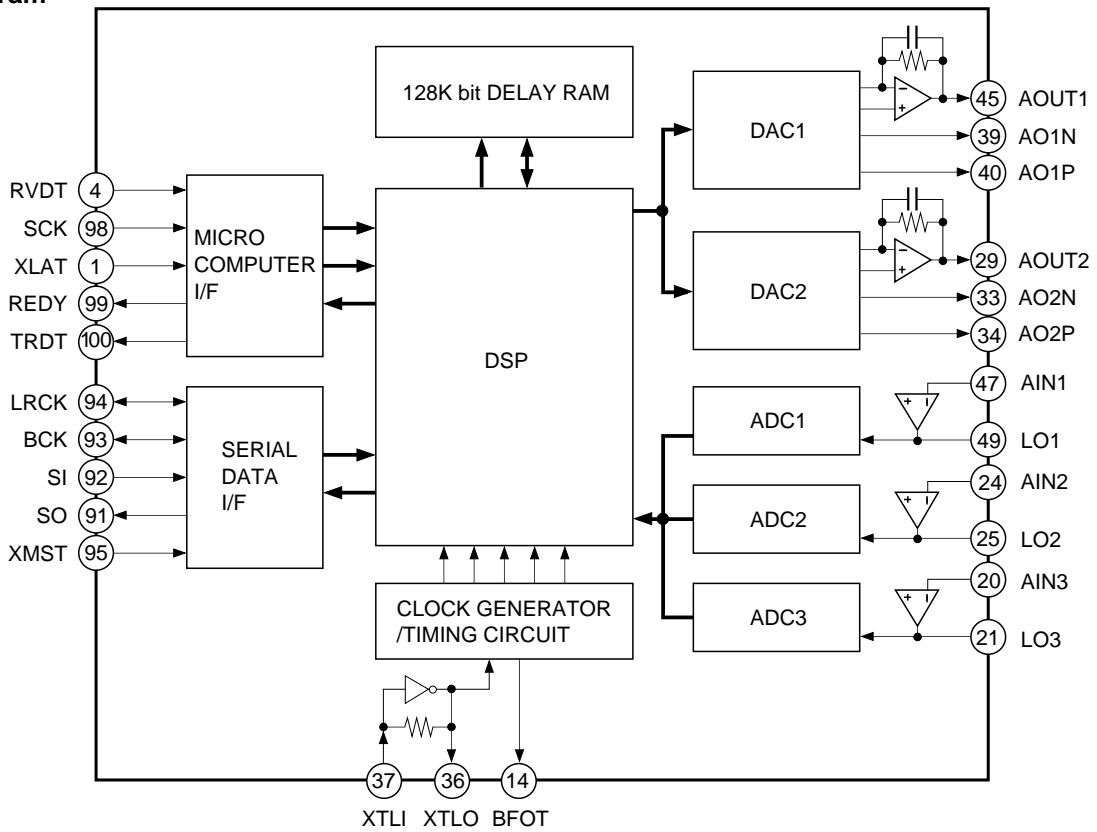 128K bit DELAY RAM
DAC1
DAC2
DSP
MICRO
COMPUTER
I/F
SERIAL
DATA
I/F
ADC1
ADC2
ADC3
CLOCK GENERATOR
/TIMING CIRCUIT
RVDT 4
SCK 98
XLAT 1
REDY 99
TRDT 100
LRCK 94
BCK 93
SI 92
SO 91
XMST 95
− +
− +
+ −
+ −
+ −
45 AOUT1
39 AO1N
40 AO1P
29 AOUT2
33 AO2N
34 AO2P
47 AIN1
49 LO1
24 AIN2
25 LO2
20 AIN3
21 LO3
37 36 14
XTLI XTLO BFOT